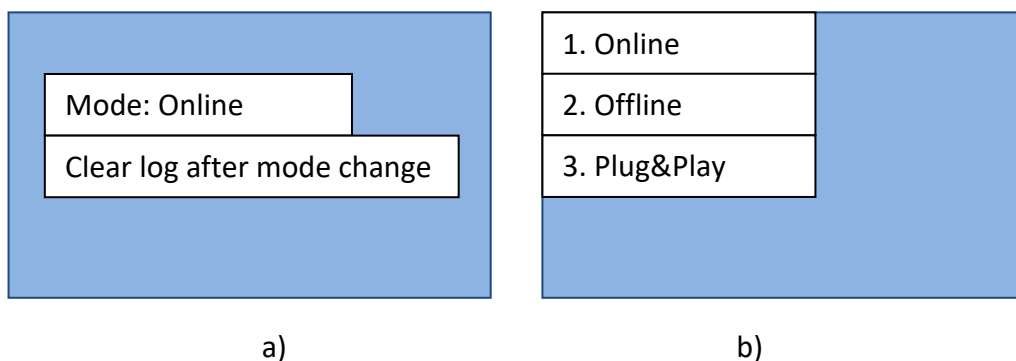 Mode: Online
Clear log after mode change
1. Online
2. Offline
3. Plug&Play
a)
b)